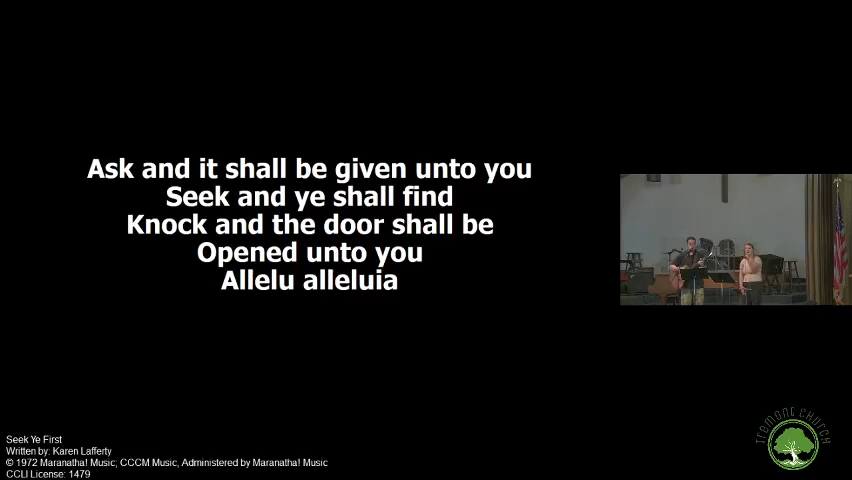 Ask and it shall be given unto you
Seek and ye shall find
Knock and the door shall be
Opened unto you
Allelu alleluia
Seek Ye First
Written by: Karen Lafferty
© 1972 Maranatha! Music; CCCM Music, Administered by Maranatha! Music
CCLI License: 1479
TREMONT CHURCH